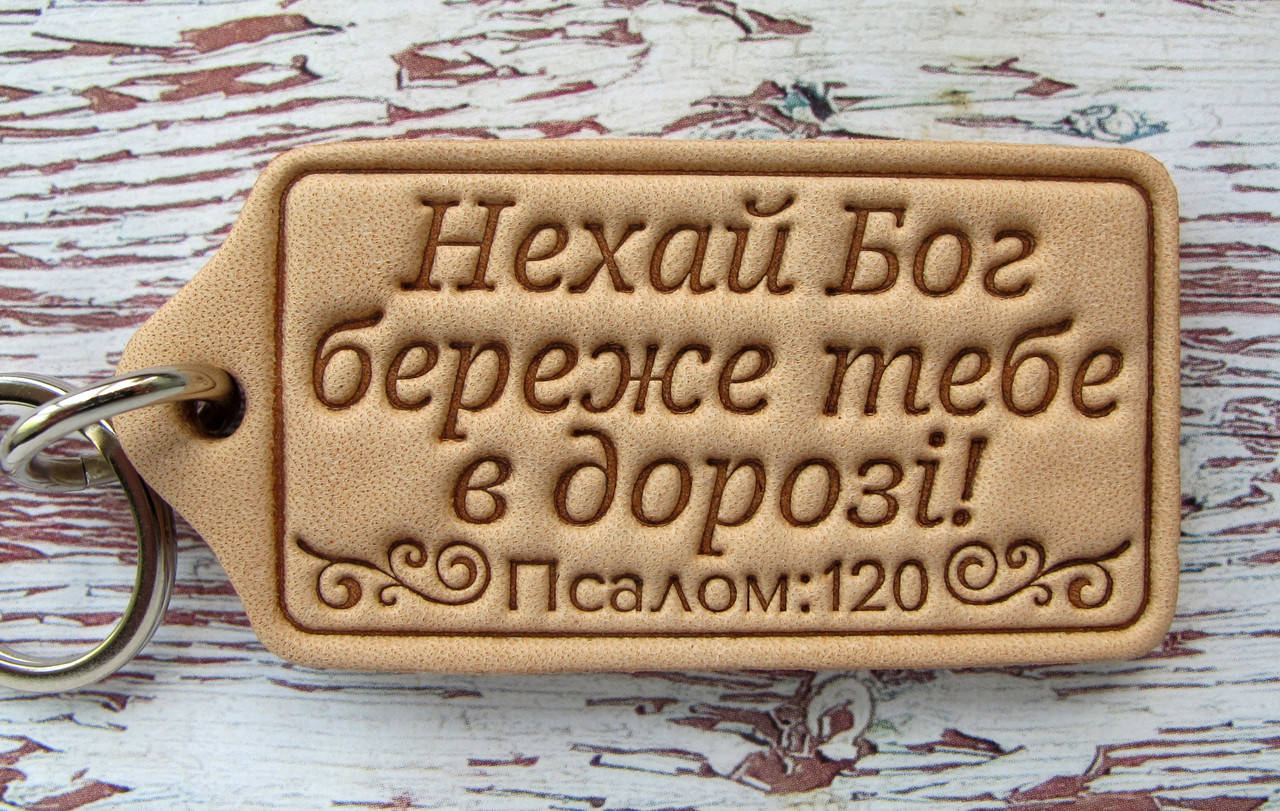 Нехай Бог
береже тебе
в дорозі!
Псалом:120